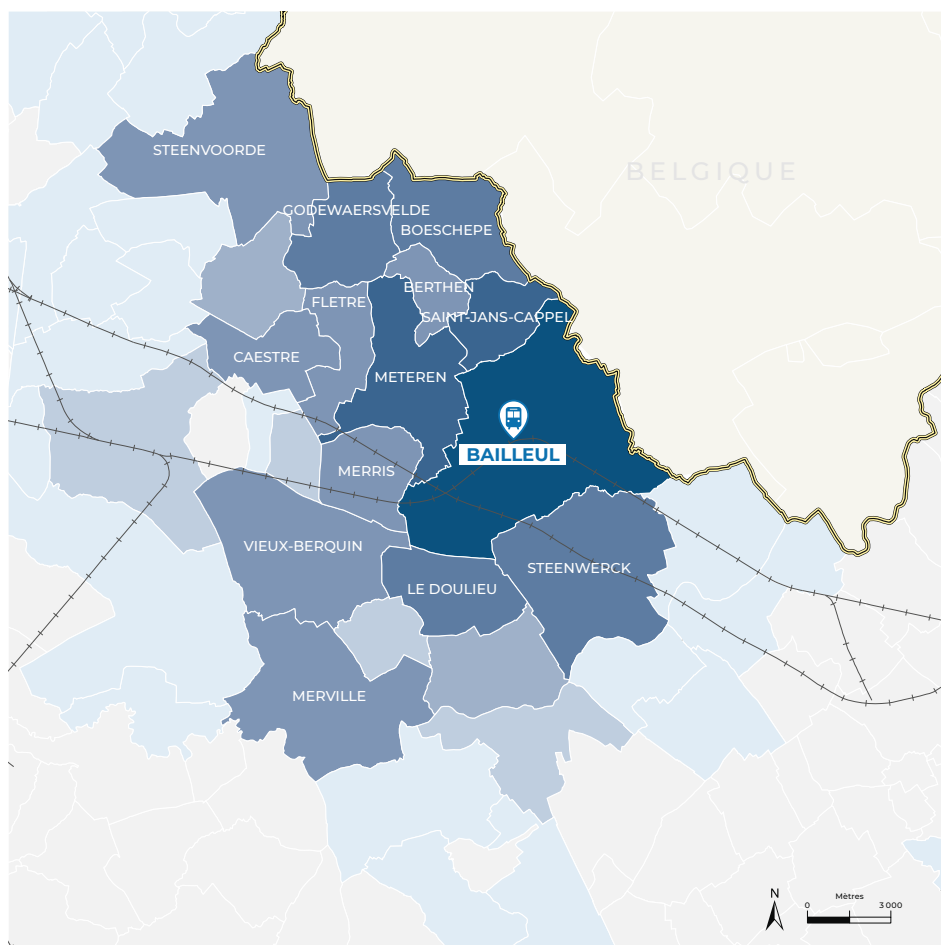 STEENVOORDE
BELGIQUE
GODEWAERSVELDE
BOESCHEPE
BERTHEN
FLETRE
SAINT-JANS-CAPPEL
CAESTRE
METEREN
BAILLEUL
MERRIS
VIEUX-BERQUIN
STEENWERCK
LE DOULIEU
MERVILLE
N
Mètres
0 3 000